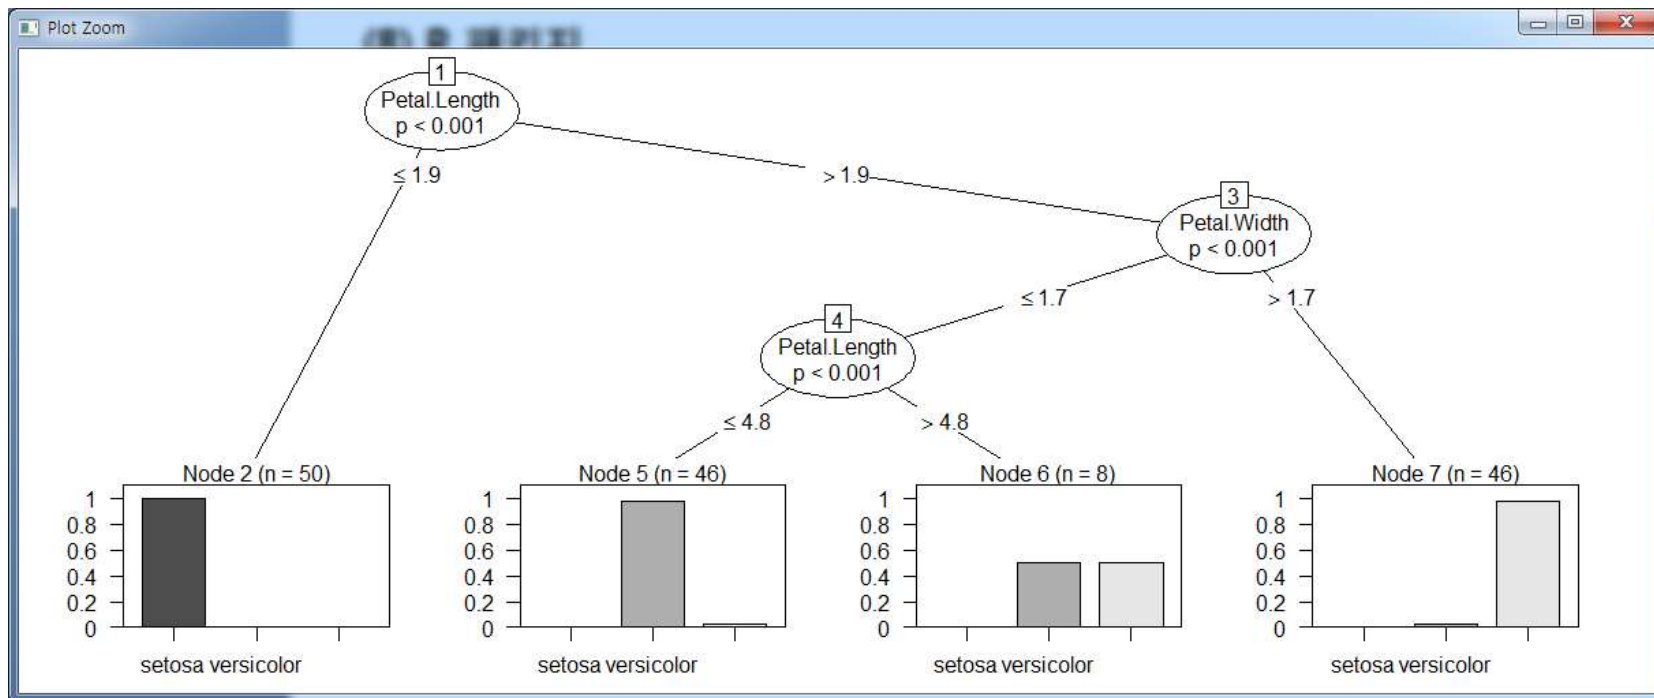 Plot Zoom
1
Petal.Length
p < 0.001
≤ 1.9
> 1.9
3
Petal.Width
p < 0.001
≤ 1.7
> 1.7
4
Petal.Length
p < 0.001
≤ 4.8
> 4.8
Node 2 (n = 50)
1
0.8
0.6
0.4
0.2
0
setosa versicolor
Node 5 (n = 46)
1
0.8
0.6
0.4
0.2
0
setosa versicolor
Node 6 (n = 8)
1
0.8
0.6
0.4
0.2
0
setosa versicolor
Node 7 (n = 46)
1
0.8
0.6
0.4
0.2
0
setosa versicolor